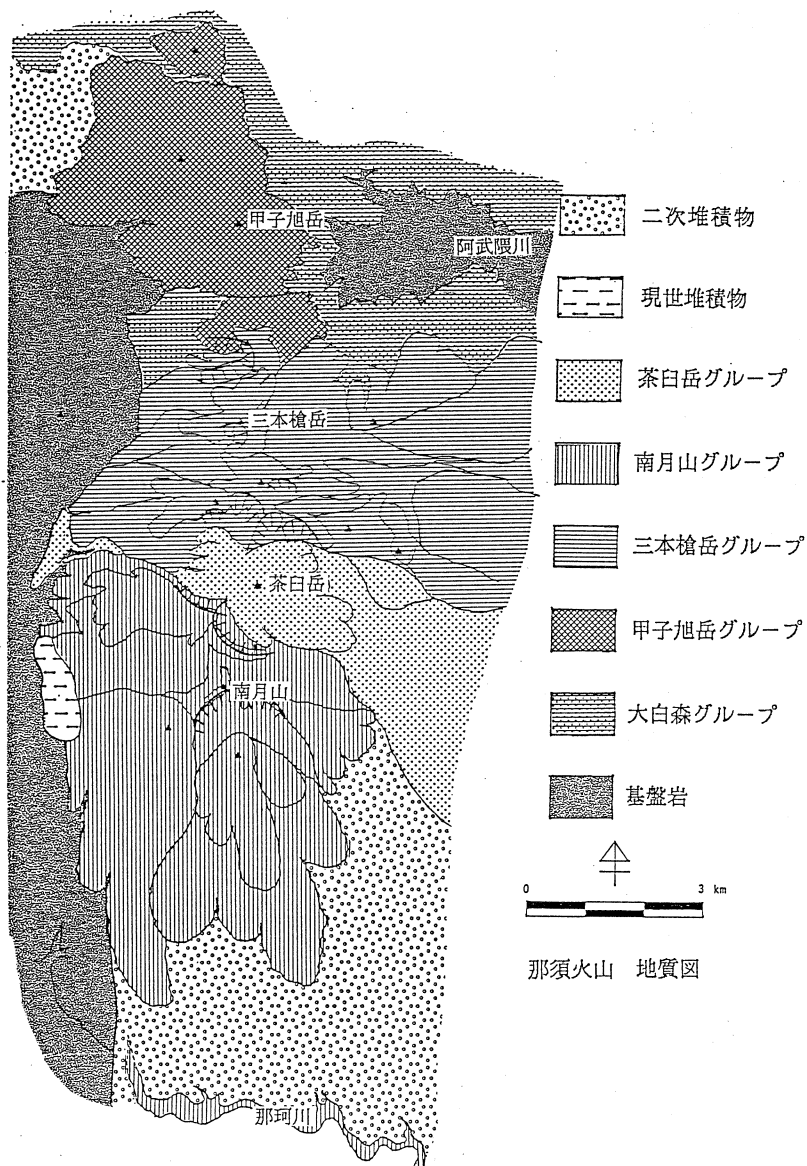 甲子旭岳
阿武隈川
三本槍岳
茶臼岳
南月山
那珂川
二次堆積物
現世堆積物
茶臼岳グループ
南月山グループ
三本槍岳グループ
甲子旭岳グループ
大白森グループ
基盤岩
0 3 km
那須火山 地質図